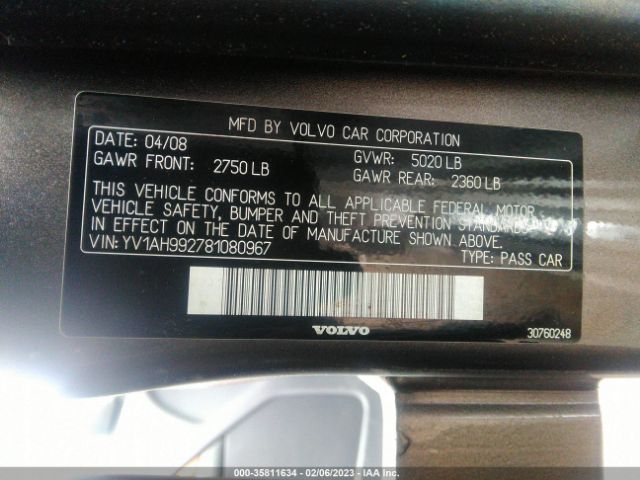 MFD BY VOLVO CAR CORPORATION
DATE: 04/08 GVWR: 5020 LB
GAWR FRONT: 2750 LB GAWR REAR: 2360 LB
THIS VEHICLE CONFORMS TO ALL APPLICABLE FEDERAL MOTOR
VEHICLE SAFETY, BUMPER AND THEFT PREVENTION STANDARDS
IN EFFECT ON THE DATE OF MANUFACTURE SHOWN ABOVE.
VIN: YV1AH992781080967 TYPE: PASS CAR
VOLVO 30760248
000-35811634 - 02/06/2023 - IAA Inc.